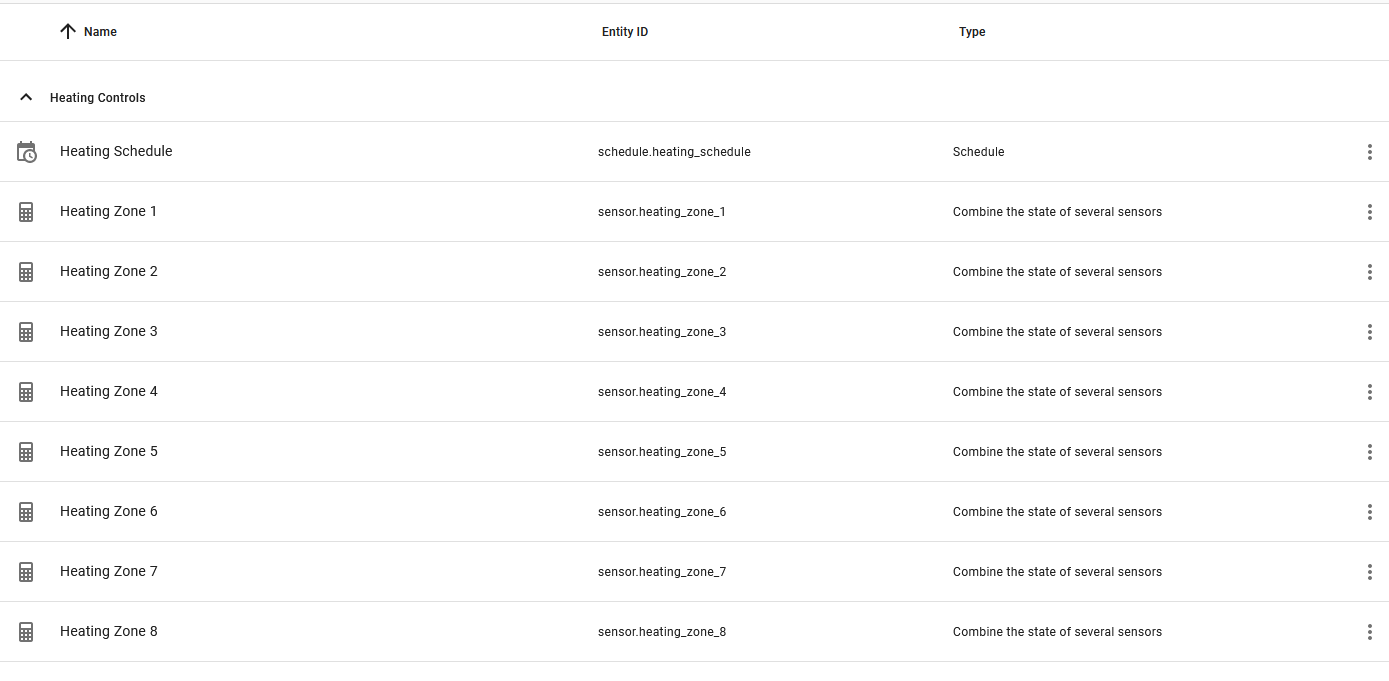 Name Entity ID Type
Heating Controls
Heating Schedule schedule.heating_schedule Schedule
Heating Zone 1 sensor.heating_zone_1 Combine the state of several sensors
Heating Zone 2 sensor.heating_zone_2 Combine the state of several sensors
Heating Zone 3 sensor.heating_zone_3 Combine the state of several sensors
Heating Zone 4 sensor.heating_zone_4 Combine the state of several sensors
Heating Zone 5 sensor.heating_zone_5 Combine the state of several sensors
Heating Zone 6 sensor.heating_zone_6 Combine the state of several sensors
Heating Zone 7 sensor.heating_zone_7 Combine the state of several sensors
Heating Zone 8 sensor.heating_zone_8 Combine the state of several sensors